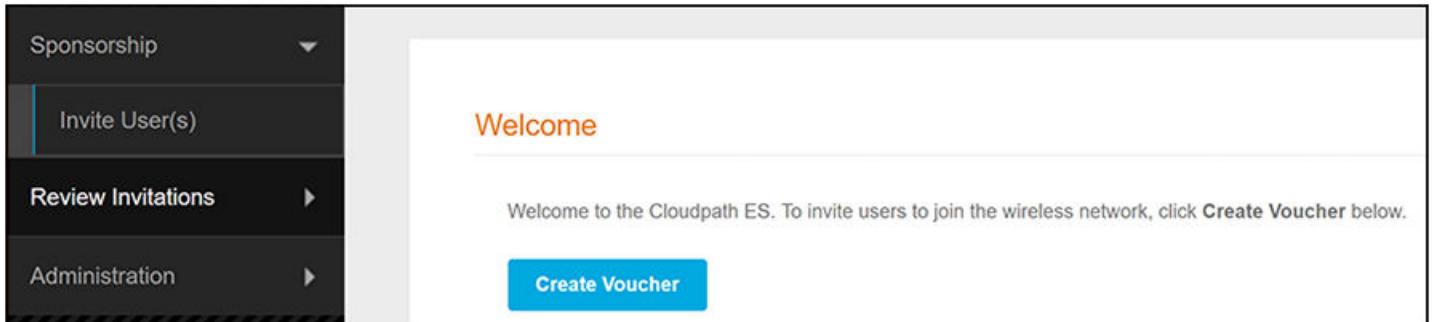 Sponsorship
Invite User(s)
Review Invitations
Administration
Welcome
Welcome to the Cloudpath ES. To invite users to join the wireless network, click Create Voucher below.
Create Voucher